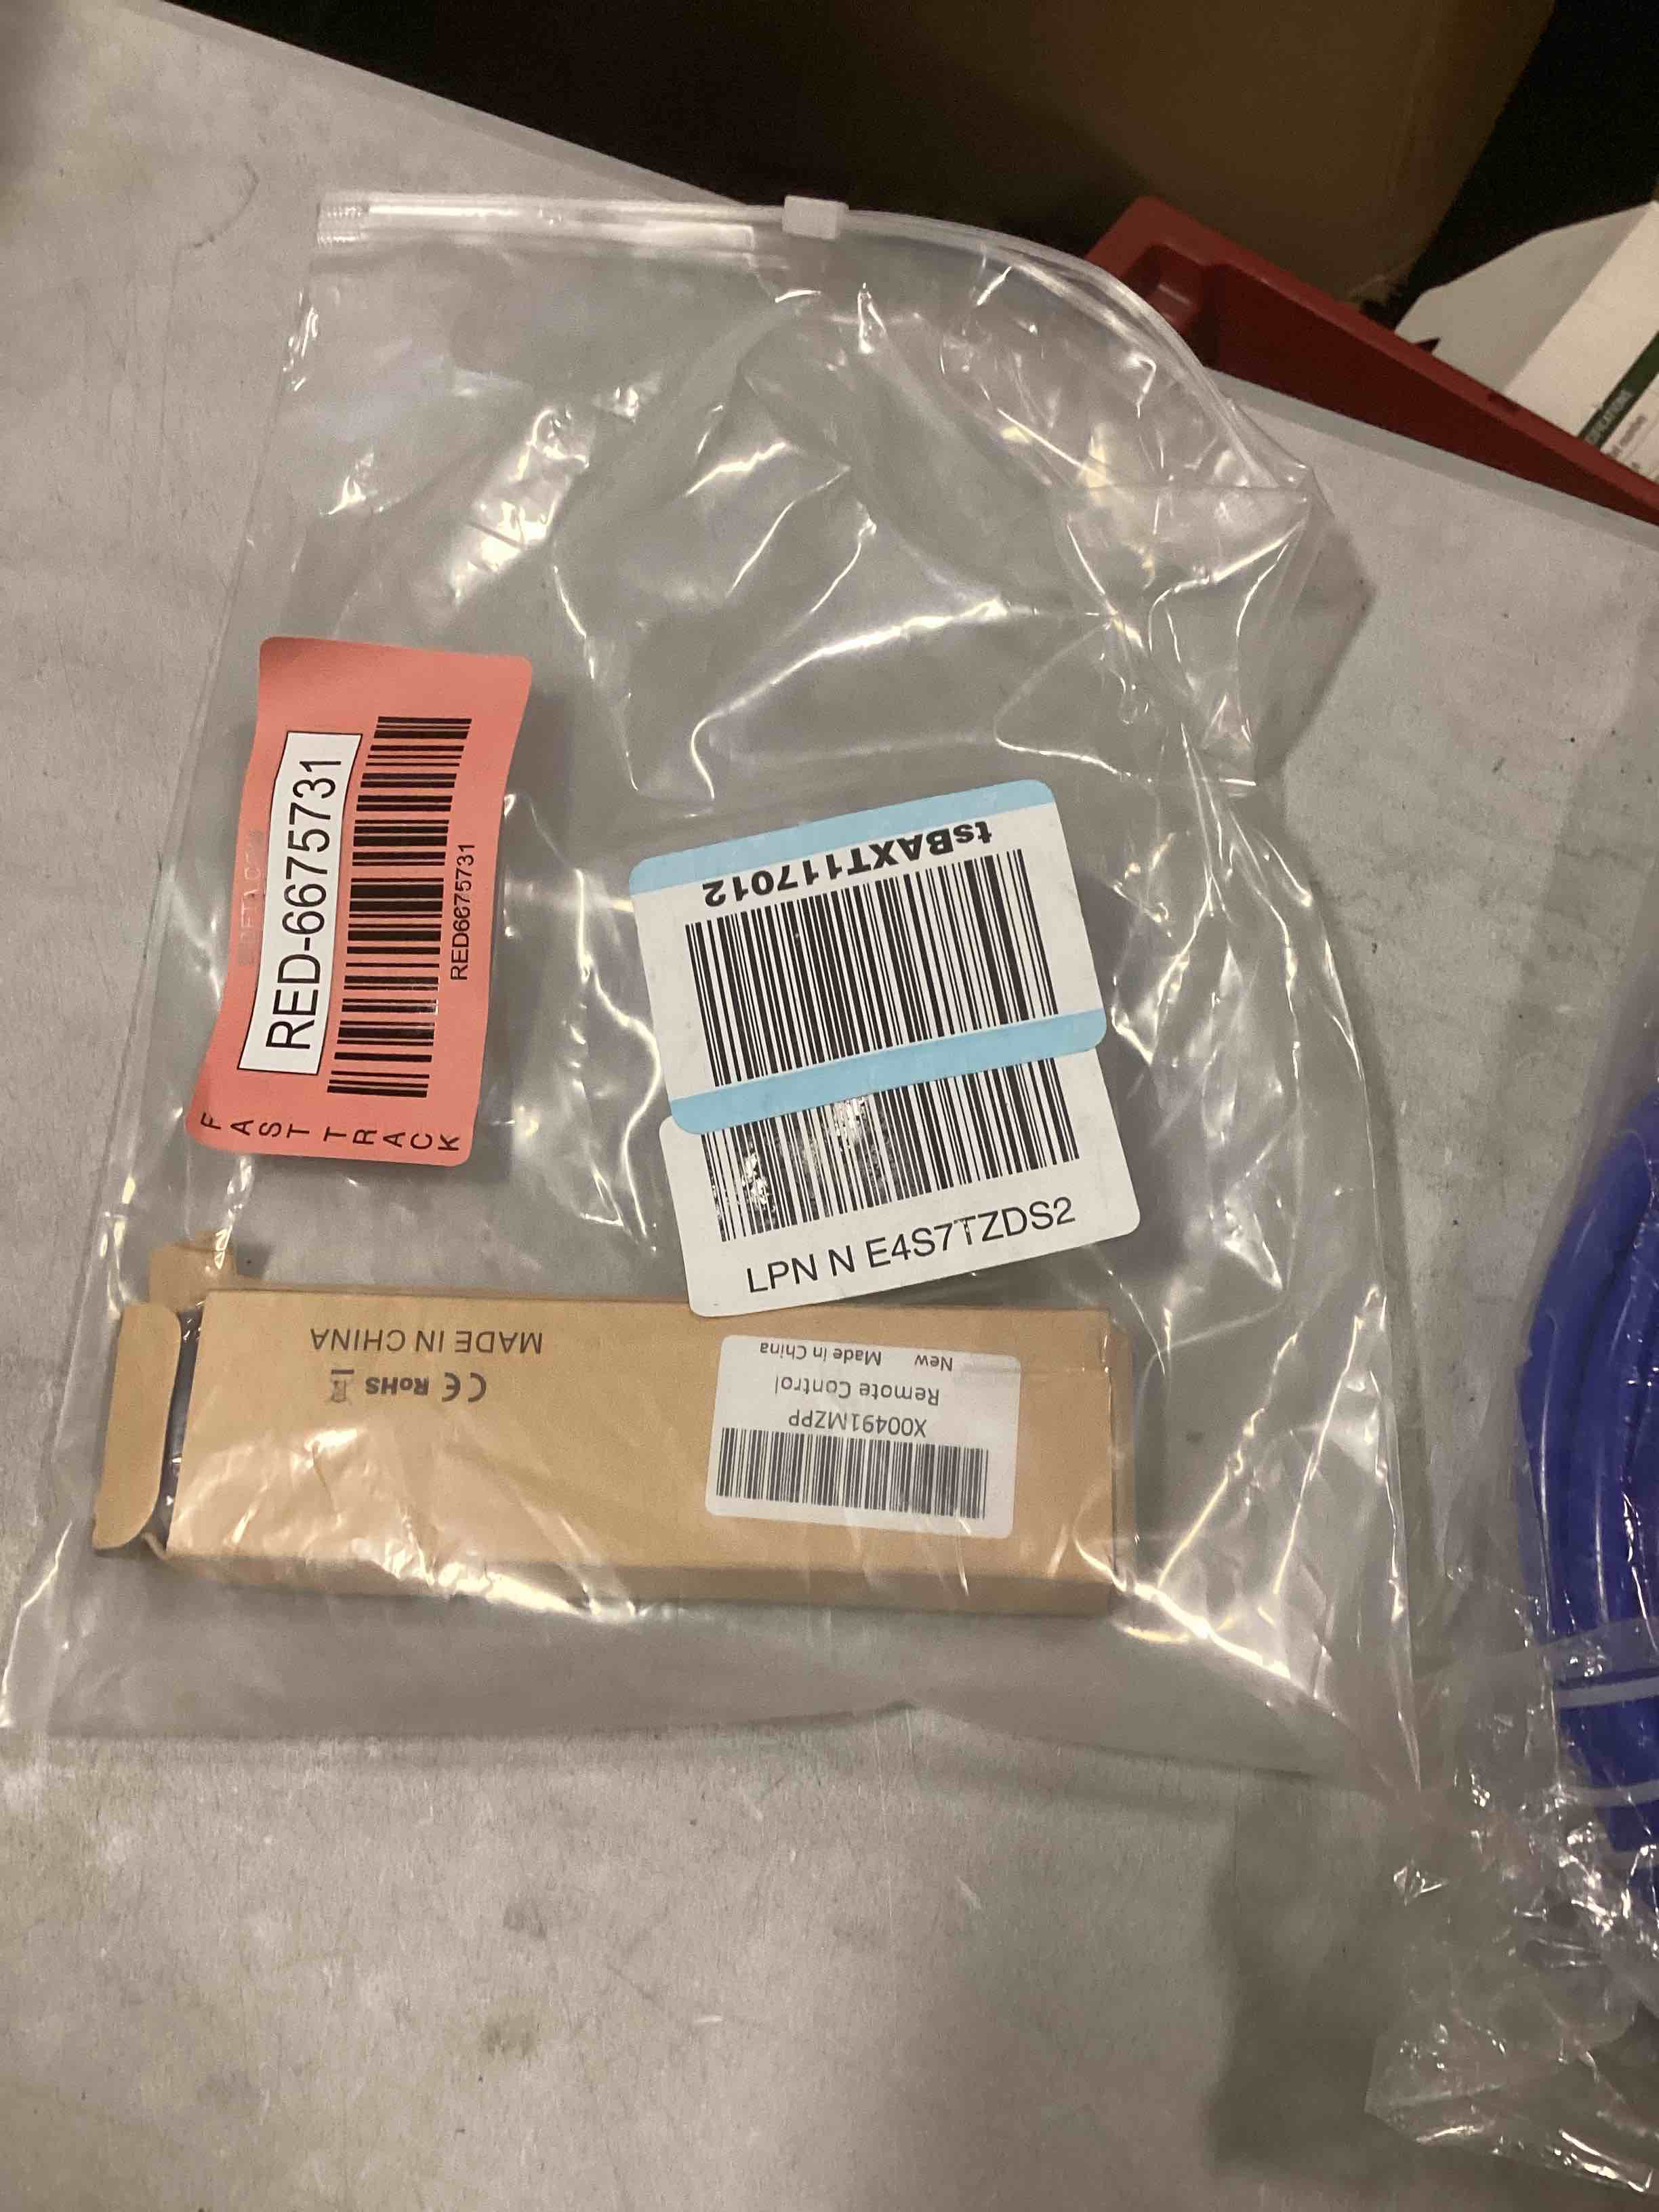 RED-6675731
RED6675731
FAST TRACK
tsBAXT117012
LPN N E4S7TZDS2
MADE IN CHINA
CE RoHS
X00491MZPP
Remote Control
New Made in China